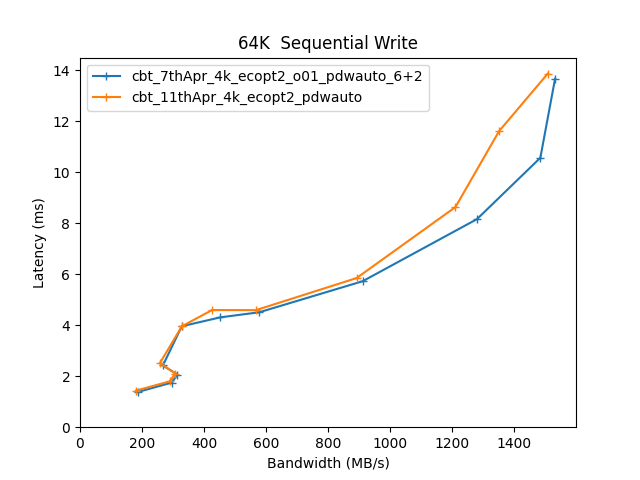 64K  Sequential Write
cbt_7thApr_4k_ecopt2_o01_pdwauto_6+2
cbt_11thApr_4k_ecopt2_pdwauto
14
12
10
8
6
4
2
0
Latency (ms)
0 200 400 600 800 1000 1200 1400
Bandwidth (MB/s)